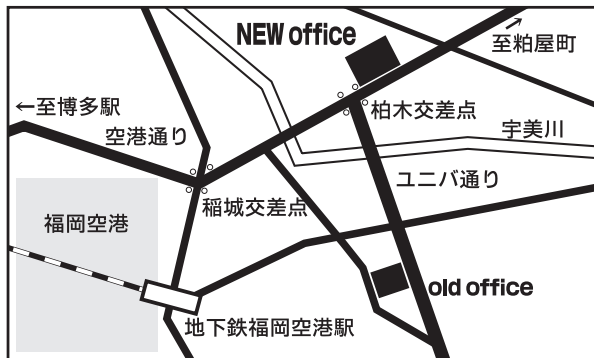 NEW office
至粕屋町
←至博多駅
空港通り
柏木交差点
宇美川
ユニバ通り
稲城交差点
福岡空港
old office
地下鉄福岡空港駅